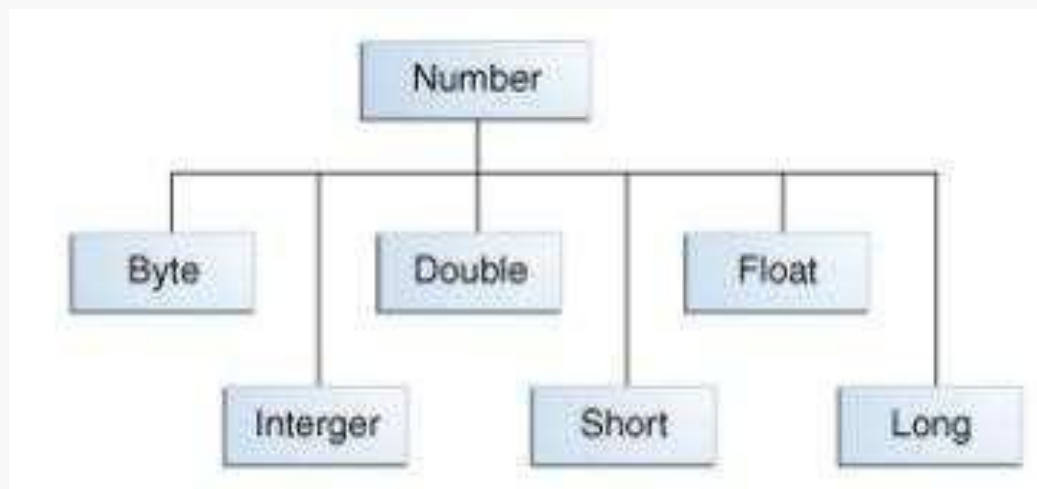 Number
Byte
Double
Float
Interger
Short
Long